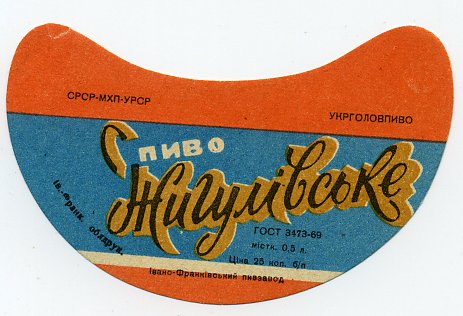 СРСР-МХП-УРСР
УКРГОЛОВПИВО
ПИВО
Жигулівське
ів. франк. облдрук.
ГОСТ 3473-69
містк. 0,5 л.
Ціна 25 коп. б/п
Івано-Франківський пивзавод